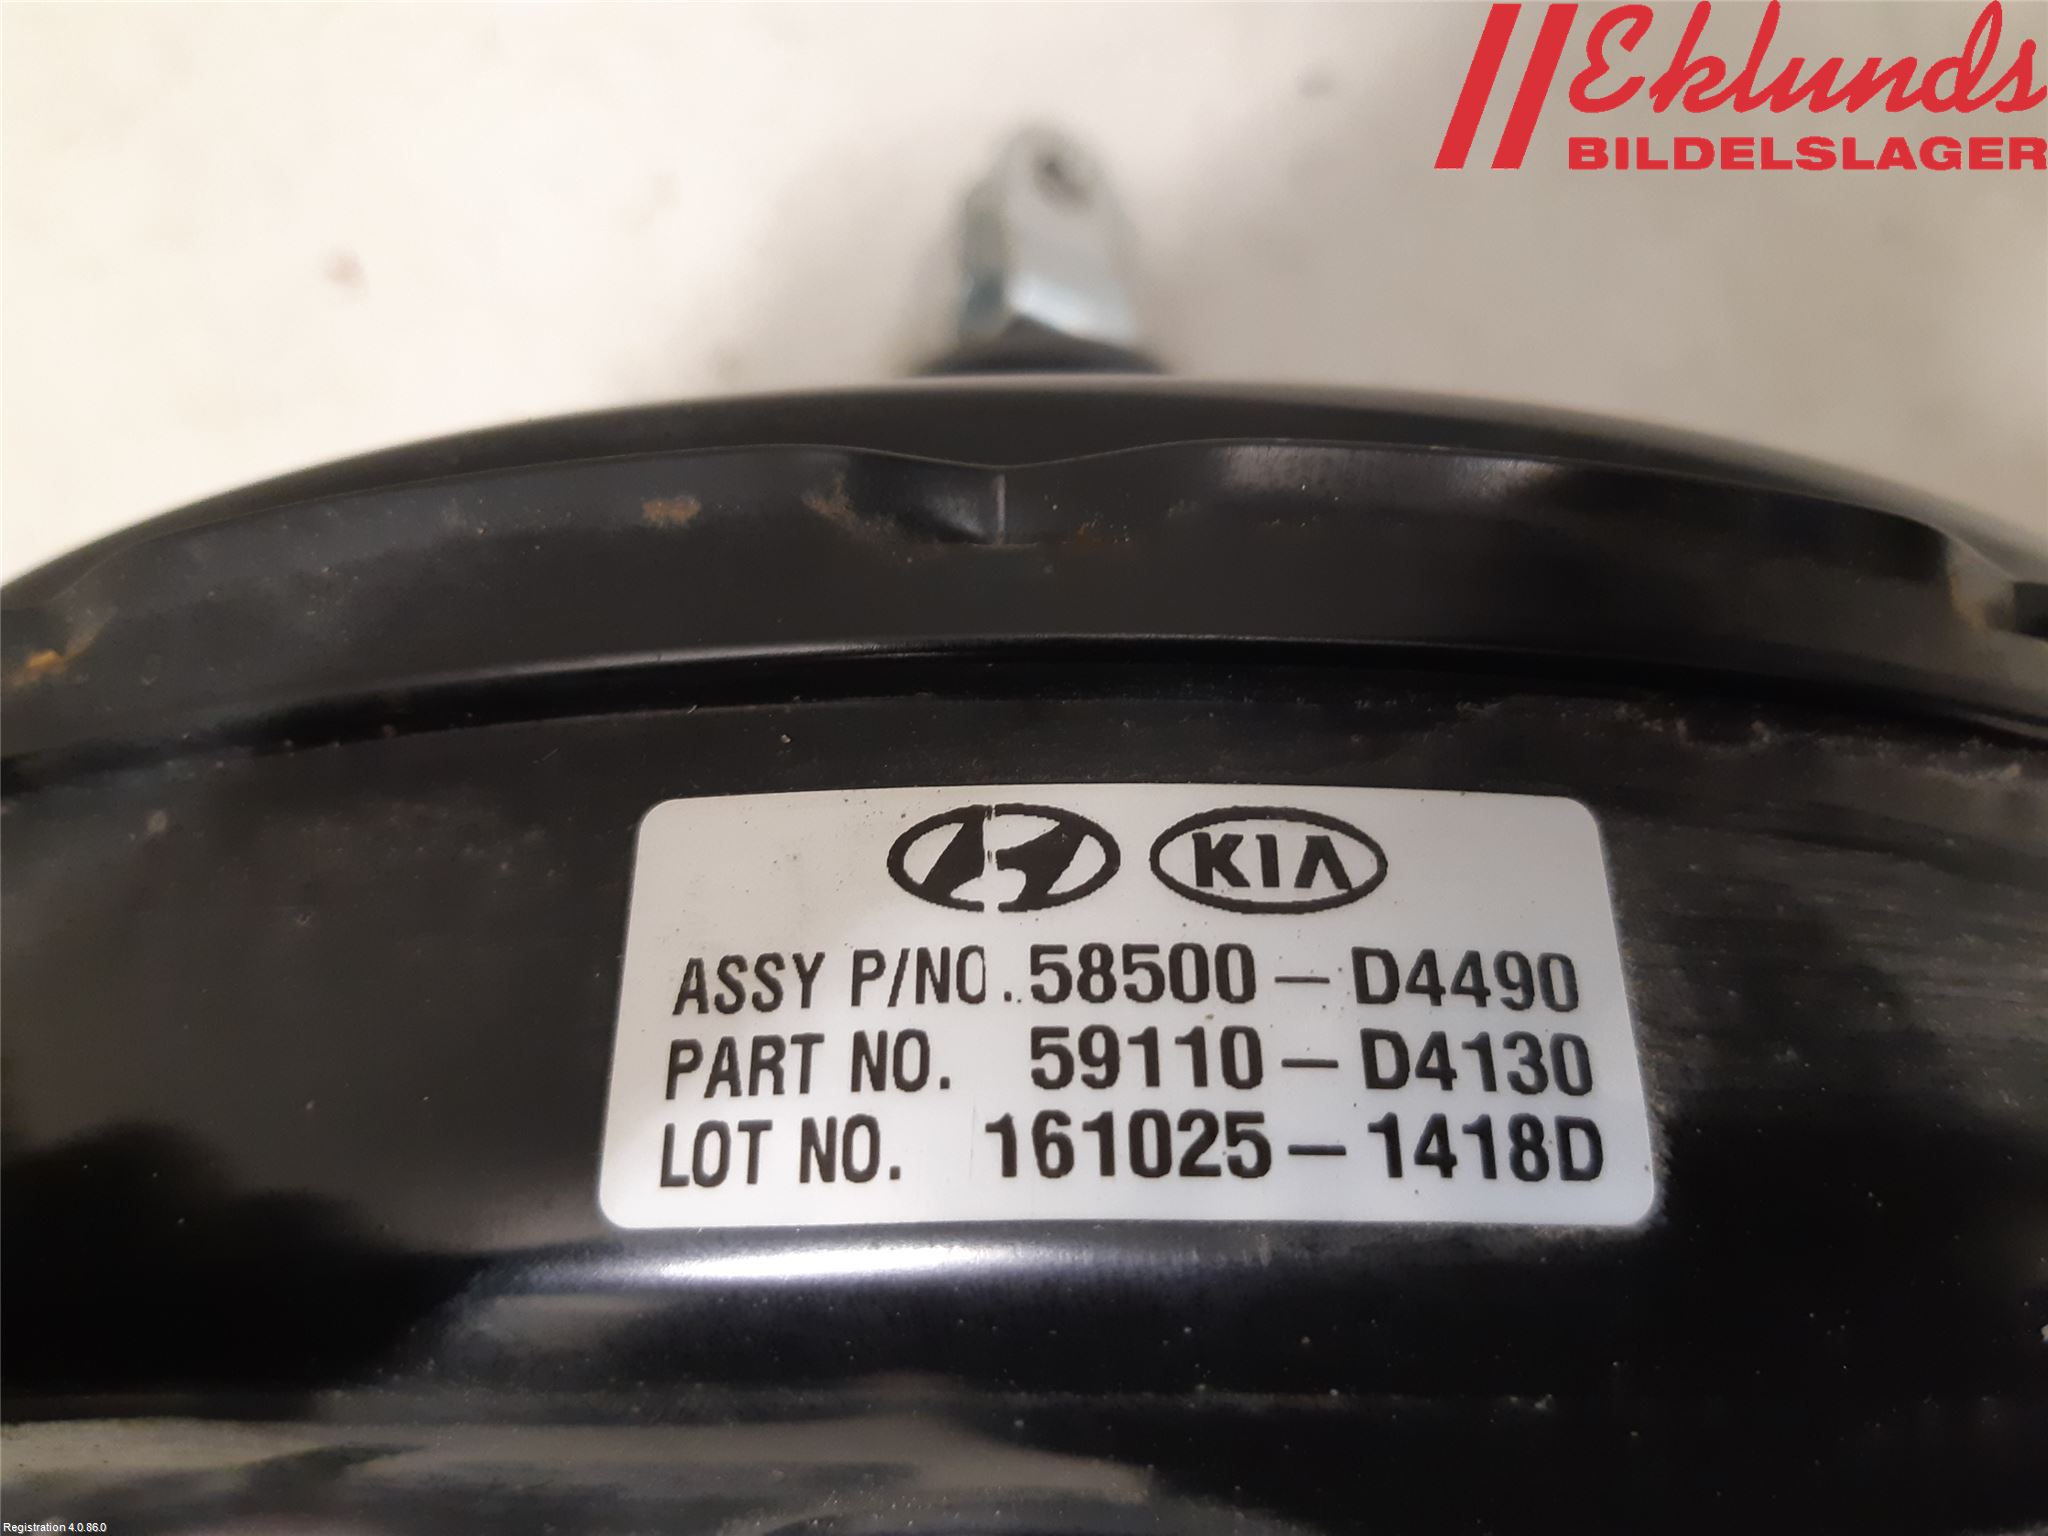 Eklunds
BILDELSLAGER
KIA
ASSY P/NO. 58500-D4490
PART NO. 59110-D4130
LOT NO. 161025-1418D
Registration 4.0.86.0